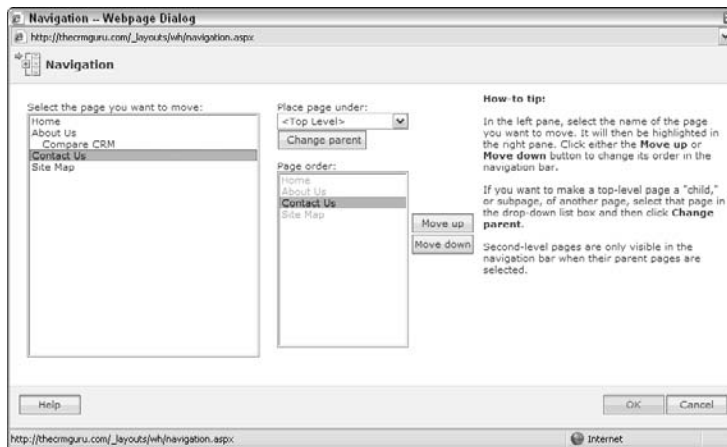 Navigation -- Webpage Dialog
http://thecrmguru.com/_layouts/wh/navigation.aspx
Navigation
Select the page you want to move:
Home
About Us
Compare CRM
Contact Us
Site Map
Place page under:
<Top Level>
Change parent
Page order:
Home
About Us
Contact Us
Site Map
Move up
Move down
How-to tip:
In the left pane, select the name of the page
you want to move. It will then be highlighted in
the right pane. Click either the Move up or
Move down button to change its order in the
navigation bar.
If you want to make a top-level page a "child,"
or subpage, of another page, select that page in
the drop-down list box and then click Change
parent.
Second-level pages are only visible in the
navigation bar when their parent pages are
selected.
Help
OK
Cancel
http://thecrmguru.com/_layouts/wh/navigation.aspx
Internet